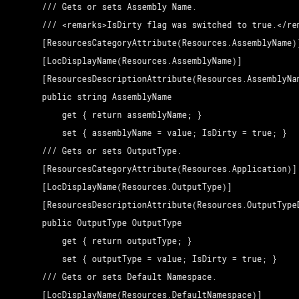 /// Gets or sets Assembly Name.
/// <remarks>IsDirty flag was switched to true.</rem
[ResourcesCategoryAttribute(Resources.AssemblyName)]
[LocDisplayName(Resources.AssemblyName)]
[ResourcesDescriptionAttribute(Resources.AssemblyNam
public string AssemblyName
get { return assemblyName; }
set { assemblyName = value; IsDirty = true; }
/// Gets or sets OutputType.
[ResourcesCategoryAttribute(Resources.Application)]
[LocDisplayName(Resources.OutputType)]
[ResourcesDescriptionAttribute(Resources.OutputTypeD
public OutputType OutputType
get { return outputType; }
set { outputType = value; IsDirty = true; }
/// Gets or sets Default Namespace.
[LocDisplayName(Resources.DefaultNamespace)]